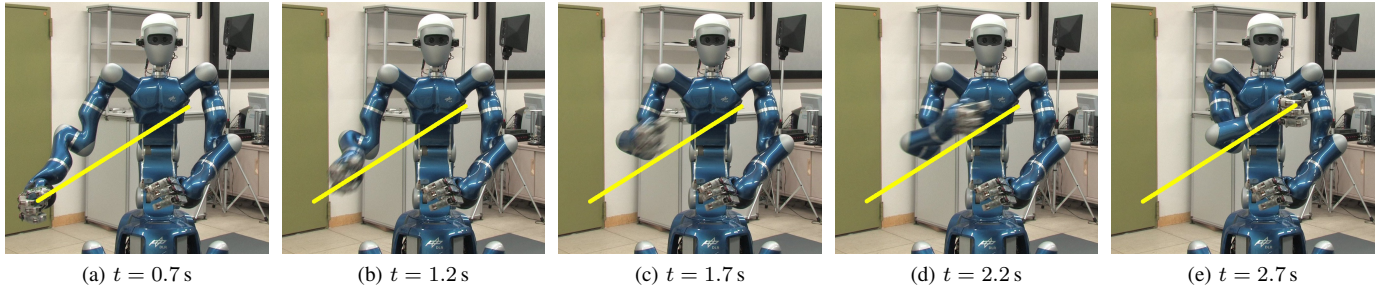 (a) t = 0.7 s
(b) t = 1.2 s
(c) t = 1.7 s
(d) t = 2.2 s
(e) t = 2.7 s